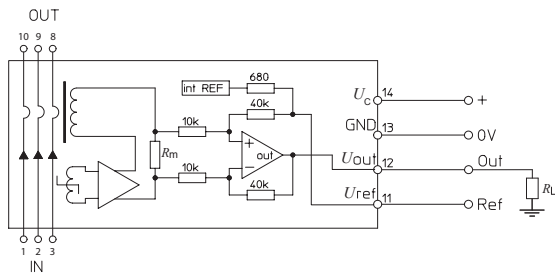 OUT
10 9 8
int REF
680
40k
10k
Rm
out
+
−
10k
40k
Uc 14 +
GND 13 0V
Uout 12 Out
Uref 11 Ref
RL
1 2 3
IN